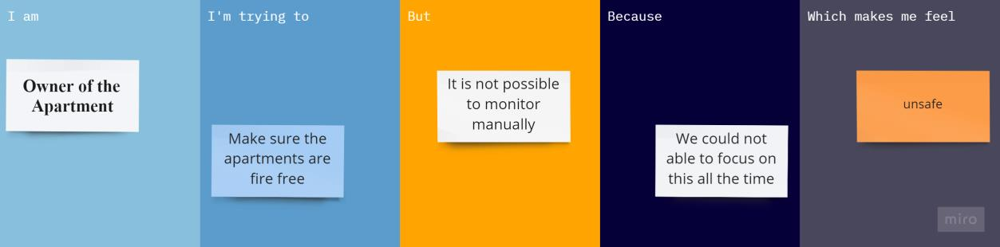 I am
Owner of the
Apartment
I'm trying to
Make sure the
apartments are
fire free
But
It is not possible
to monitor
manually
Because
We could not
able to focus on
this all the time
Which makes me feel
unsafe
miro